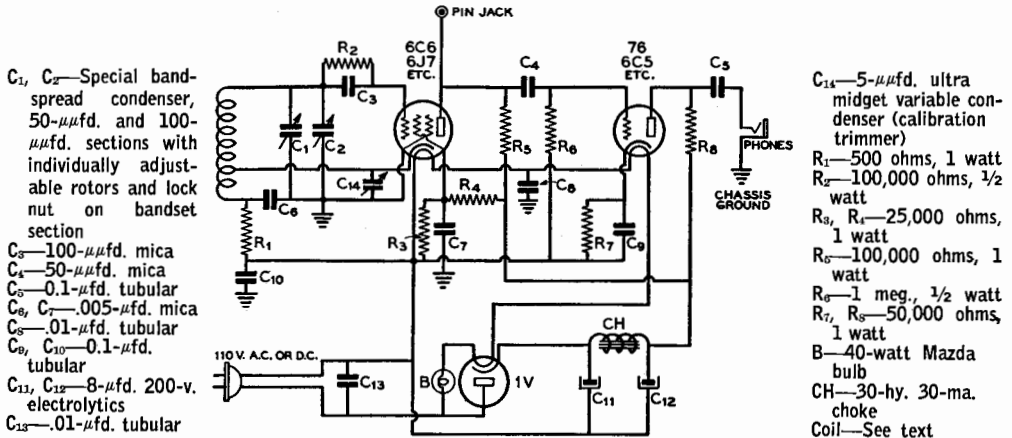 C₁, C₂—Special band-
spread condenser,
50-μμfd. and 100-
μμfd. sections with
individually adjust-
able rotors and lock
nut on bandset
section
C₃—100-μμfd. mica
C₄—50-μμfd. mica
C₅—0.1-μfd. tubular
C₆, C₇—.005-μfd. mica
C₈—.01-μfd. tubular
C₉, C₁₀—0.1-μfd.
tubular
C₁₁, C₁₂—8-μfd. 200-v.
electrolytics
C₁₃—.01-μfd. tubular
PIN JACK
R₂
C₃
6C6
6J7
ETC.
C₄
76
6C5
ETC.
C₅
C₁
C₂
R₅
R₆
R₈
PHONES
C₁₄
R₄
C₈
CHASSIS
GROUND
C₆
R₁
R₃
C₇
R₇
C₉
C₁₀
CH
110 V. A.C. OR D.C.
C₁₃
B
1V
C₁₁
C₁₂
C₁₄—5-μμfd. ultra
midget variable con-
denser (calibration
trimmer)
R₁—500 ohms, 1 watt
R₂—100,000 ohms, ½
watt
R₃, R₄—25,000 ohms,
1 watt
R₅—100,000 ohms, 1
watt
R₆—1 meg., ½ watt
R₇, R₈—50,000 ohms,
1 watt
B—40-watt Mazda
bulb
CH—30-hy. 30-ma.
choke
Coil—See text